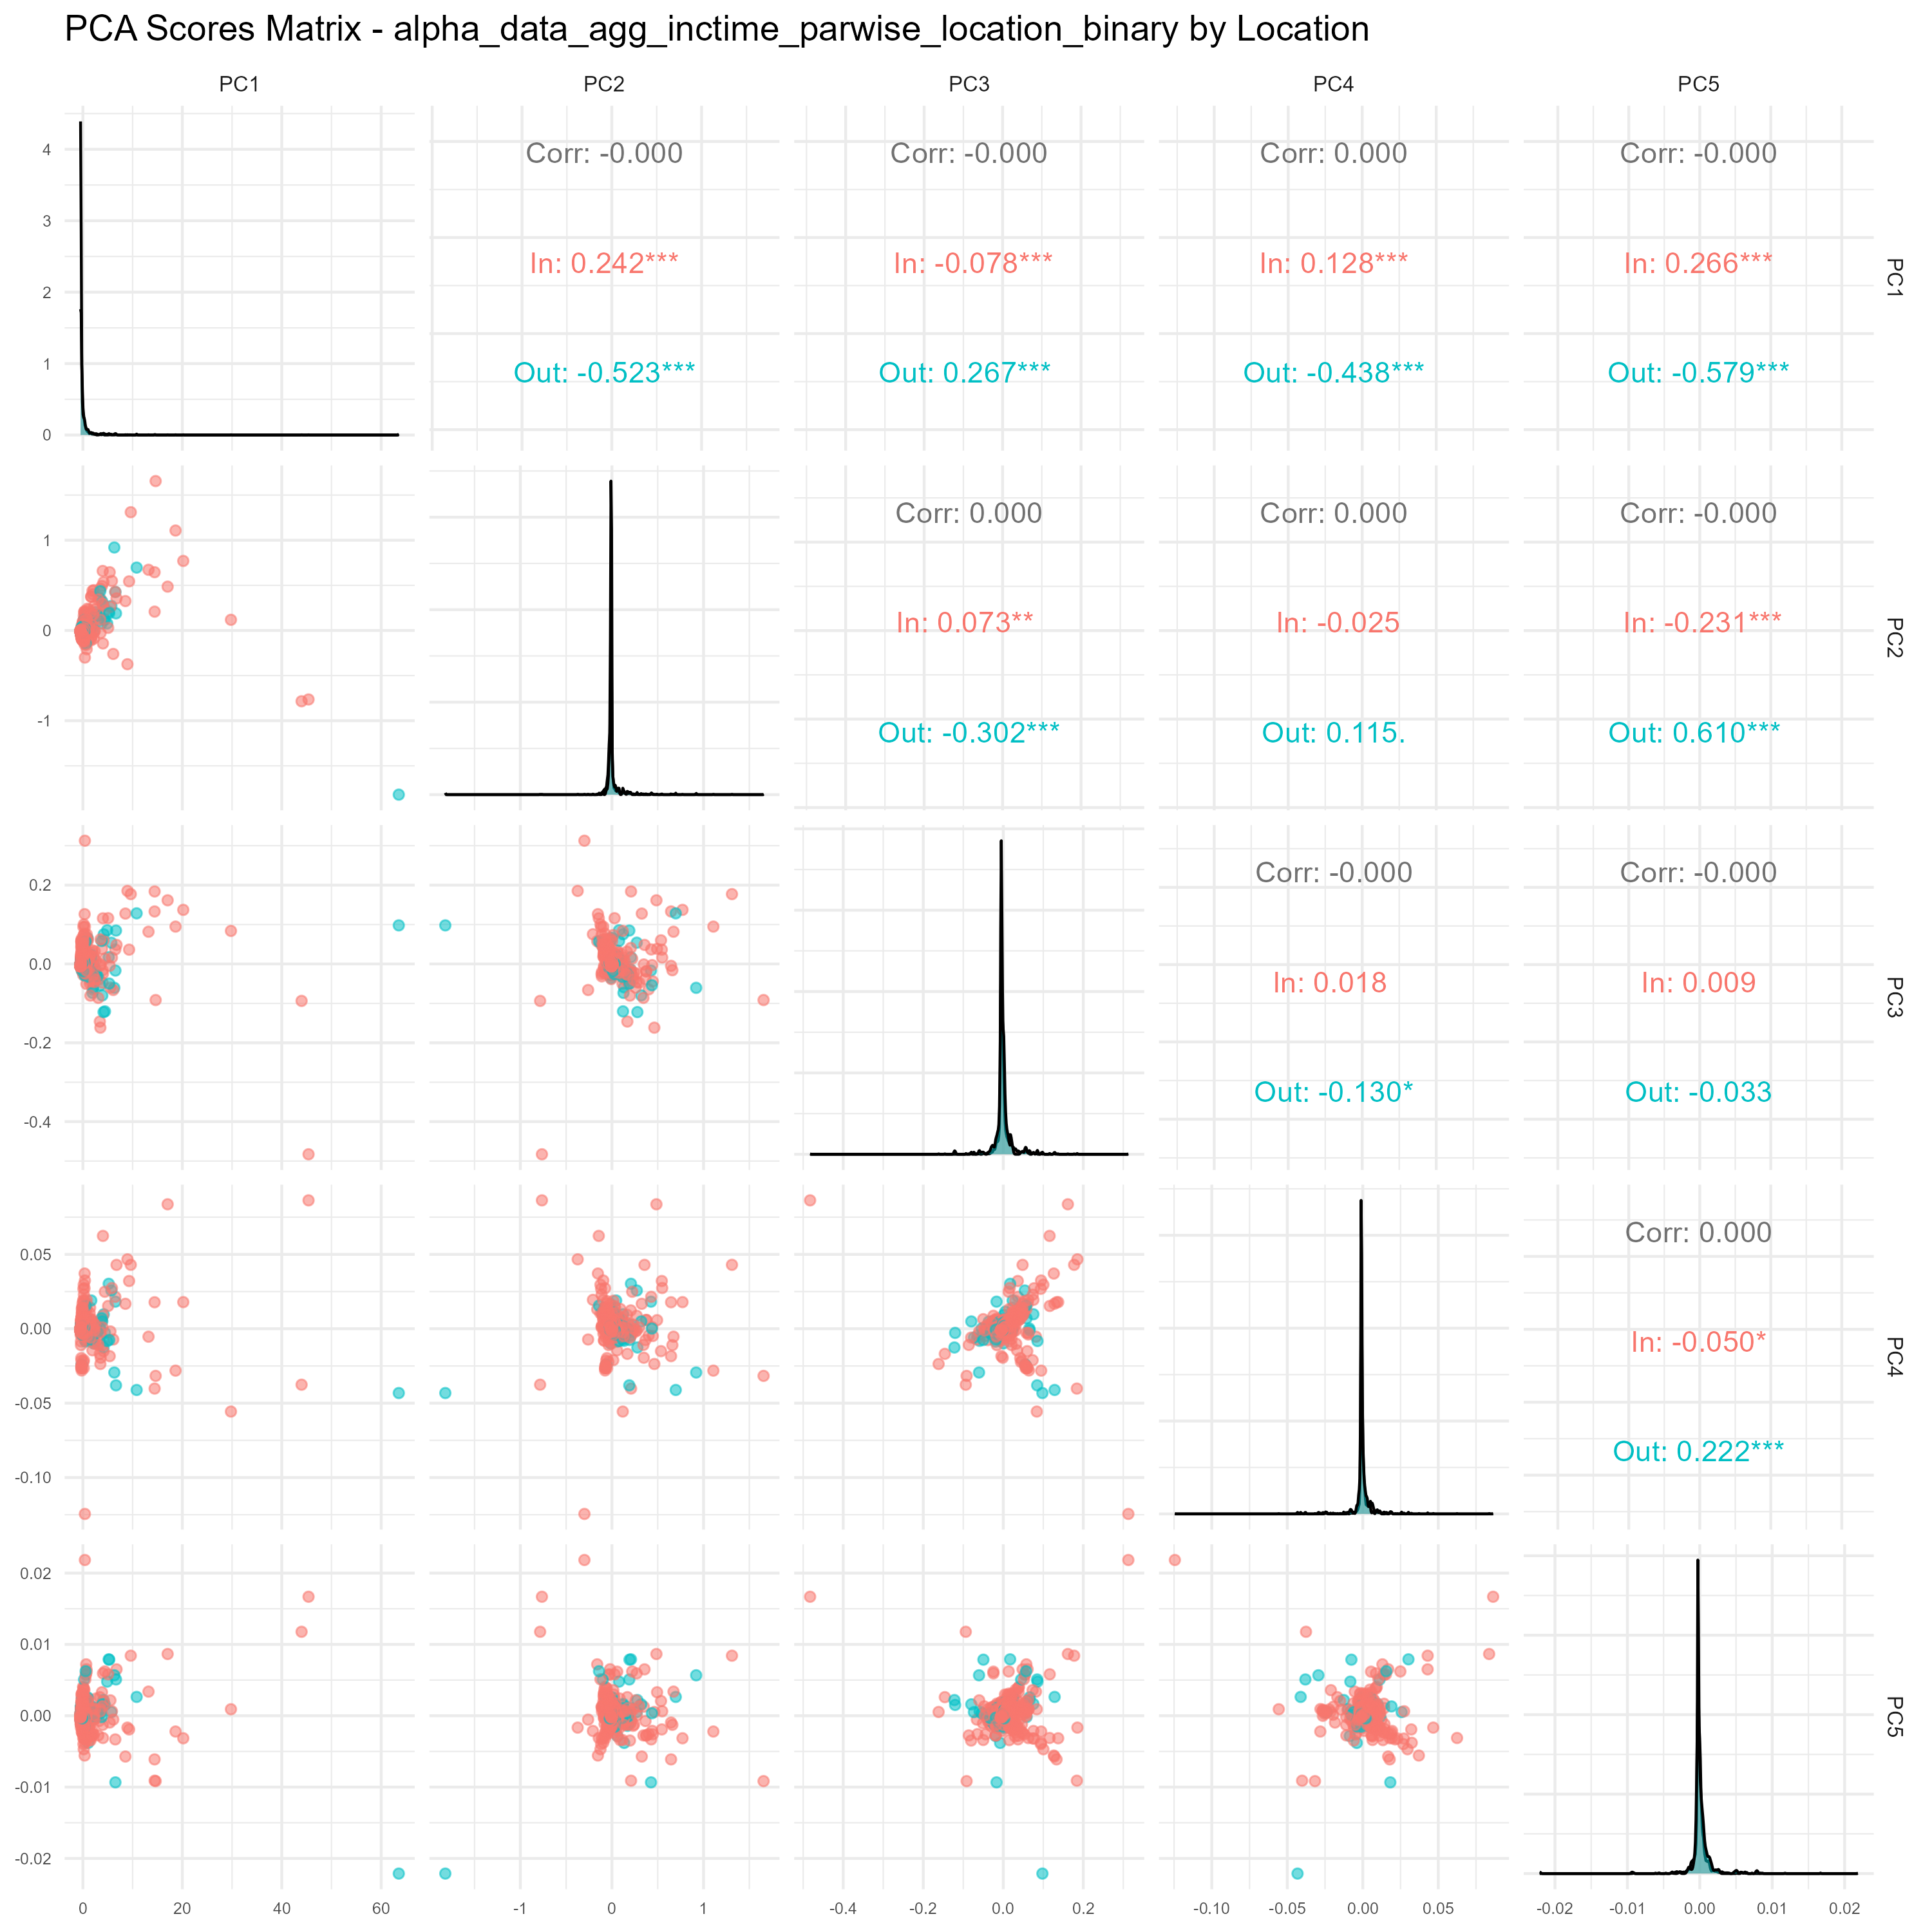 PCA Scores Matrix - alpha_data_agg_inctime_parwise_location_binary by Location
PC1 PC2 PC3 PC4 PC5
4
3
2
1
0
Corr: -0.000
In: 0.242***
Out: -0.523***
Corr: -0.000
In: -0.078***
Out: 0.267***
Corr: 0.000
In: 0.128***
Out: -0.438***
Corr: -0.000
In: 0.266***
Out: -0.579***
PC1
1
0
-1
Corr: 0.000
In: 0.073**
Out: -0.302***
Corr: 0.000
In: -0.025
Out: 0.115.
Corr: -0.000
In: -0.231***
Out: 0.610***
PC2
0.2
0.0
-0.2
-0.4
Corr: -0.000
In: 0.018
Out: -0.130*
Corr: -0.000
In: 0.009
Out: -0.033
PC3
0.05
0.00
-0.05
-0.10
Corr: 0.000
In: -0.050*
Out: 0.222***
PC4
0.02
0.01
0.00
-0.01
-0.02
PC5
0 20 40 60
-1 0 1
-0.4 -0.2 0.0 0.2
-0.10 -0.05 0.00 0.05
-0.02 -0.01 0.00 0.01 0.02